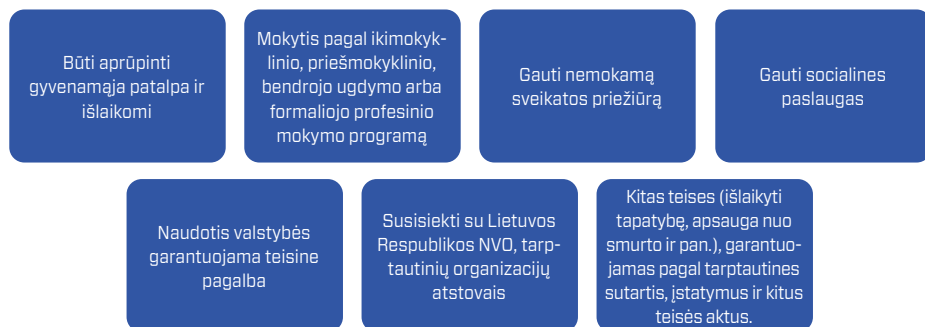 Būti aprūpinti
gyvenamąja patalpa ir
išlaikomi
Mokytis pagal ikimokyk-
linio, priešmokyklinio,
bendrojo ugdymo arba
formaliojo profesinio
mokymo programą
Gauti nemokamą
sveikatos priežiūrą
Gauti socialines
paslaugas
Naudotis valstybės
garantuojama teisine
pagalba
Susisiekti su Lietuvos
Respublikos NVO, tarp-
tautinių organizacijų
atstovais
Kitas teises (išlaikyti
tapatybę, apsauga nuo
smurto ir pan.), garantuo-
jamas pagal tarptautines
sutartis, įstatymus ir kitus
teisės aktus.